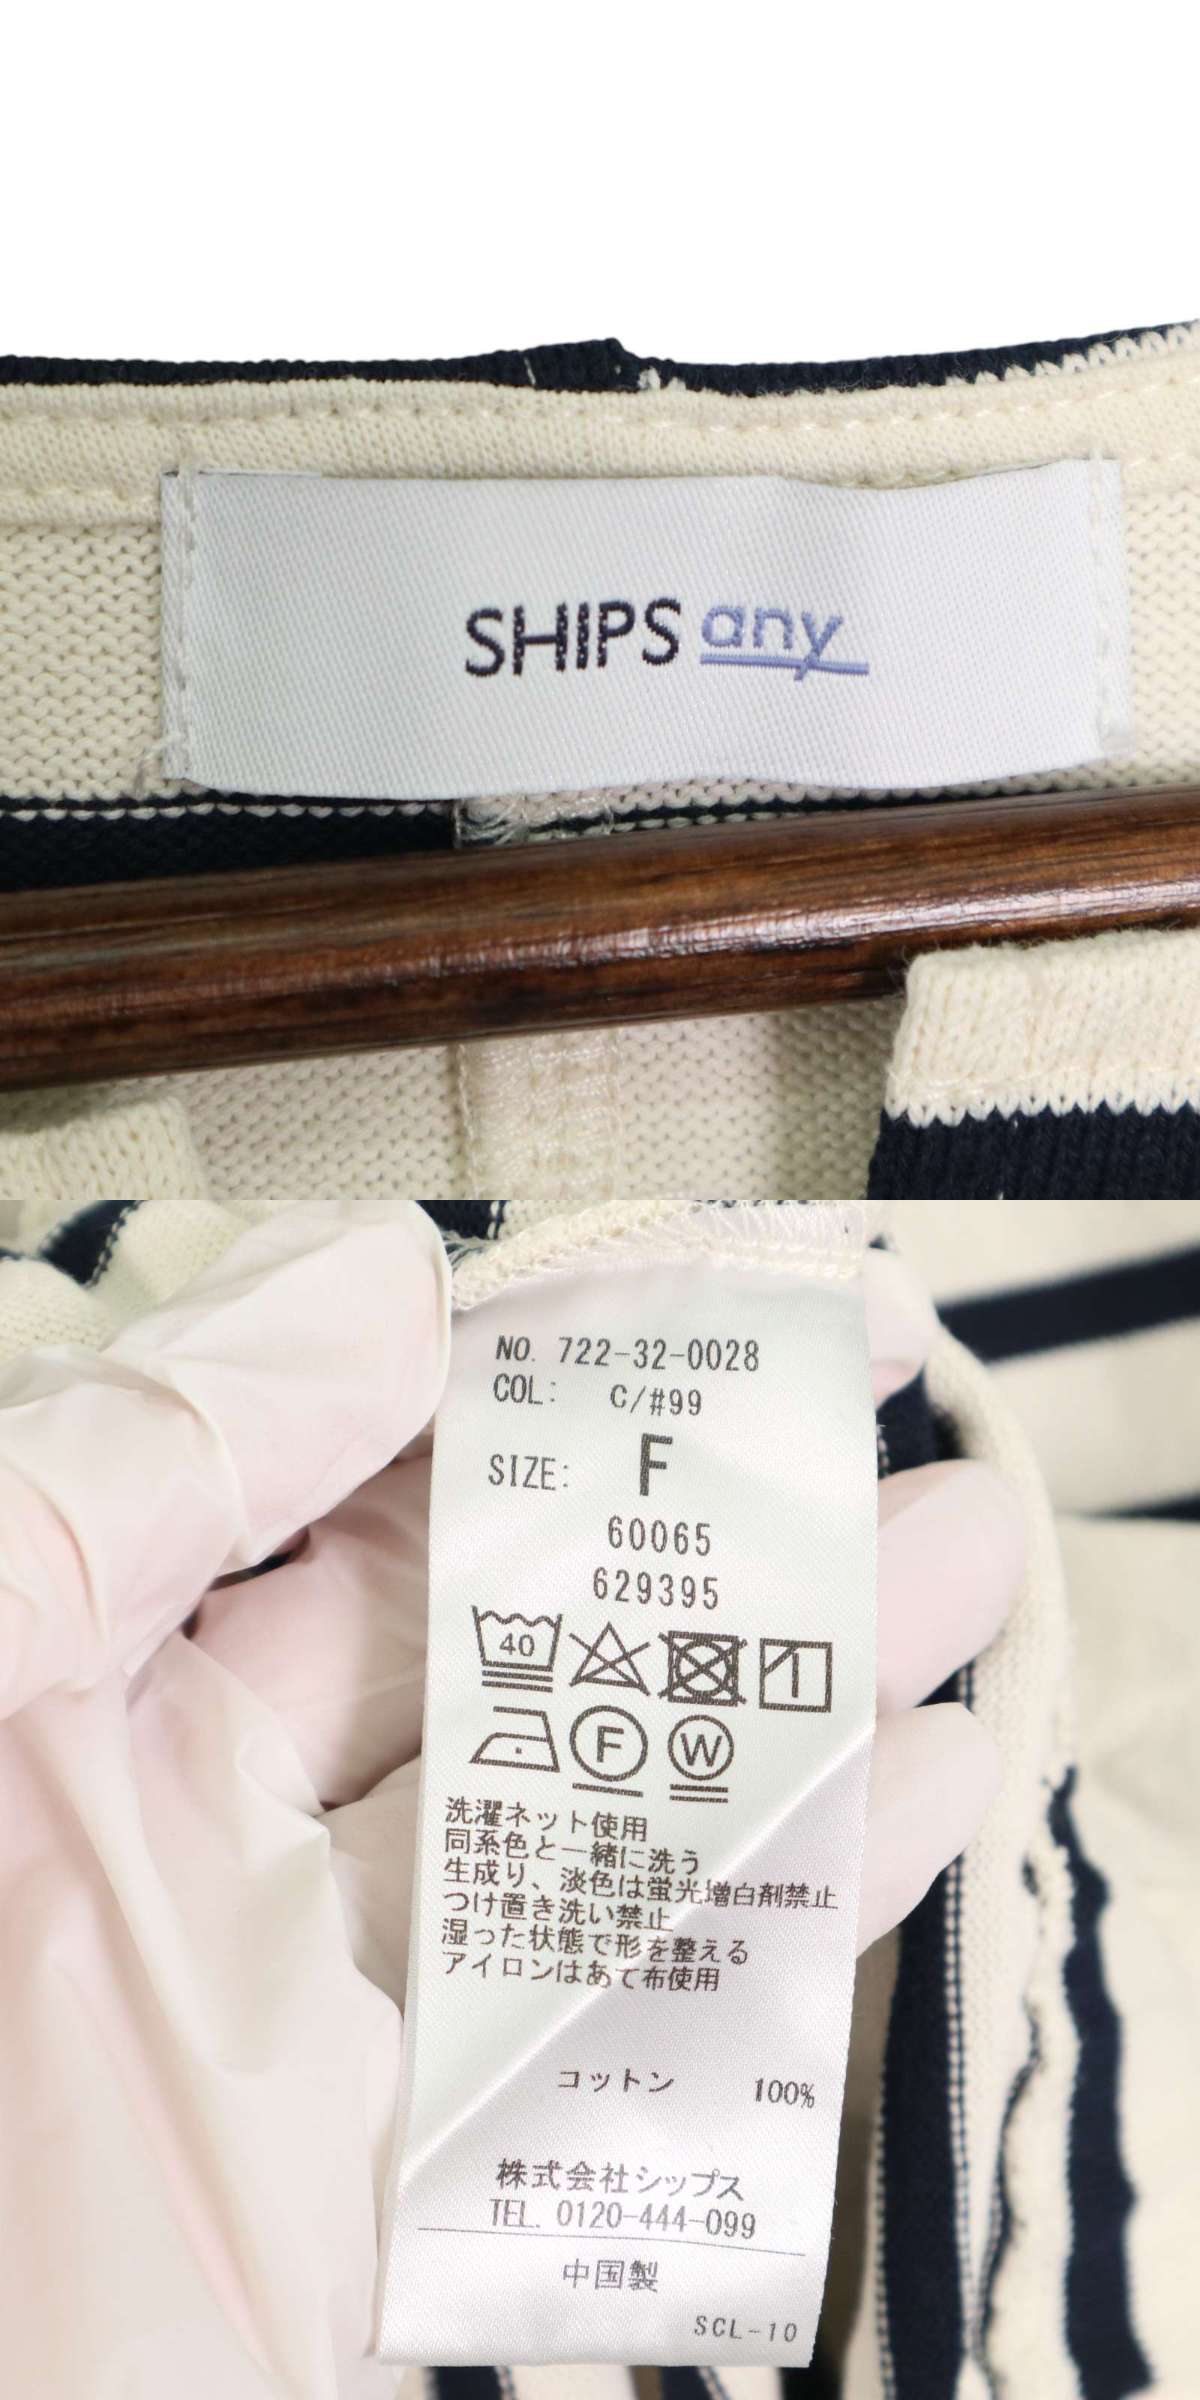 SHIPS any
NO. 722-32-0028
COL: C/#99
SIZE: F
60065
629395
40
F W
洗濯ネット使用
同系色と一緒に洗う
生成り、淡色は蛍光増白剤禁止
つけ置き洗い禁止
湿った状態で形を整える
アイロンはあて布使用
コットン 100%
株式会社シップス
TEL. 0120-444-099
中国製
SCL-10